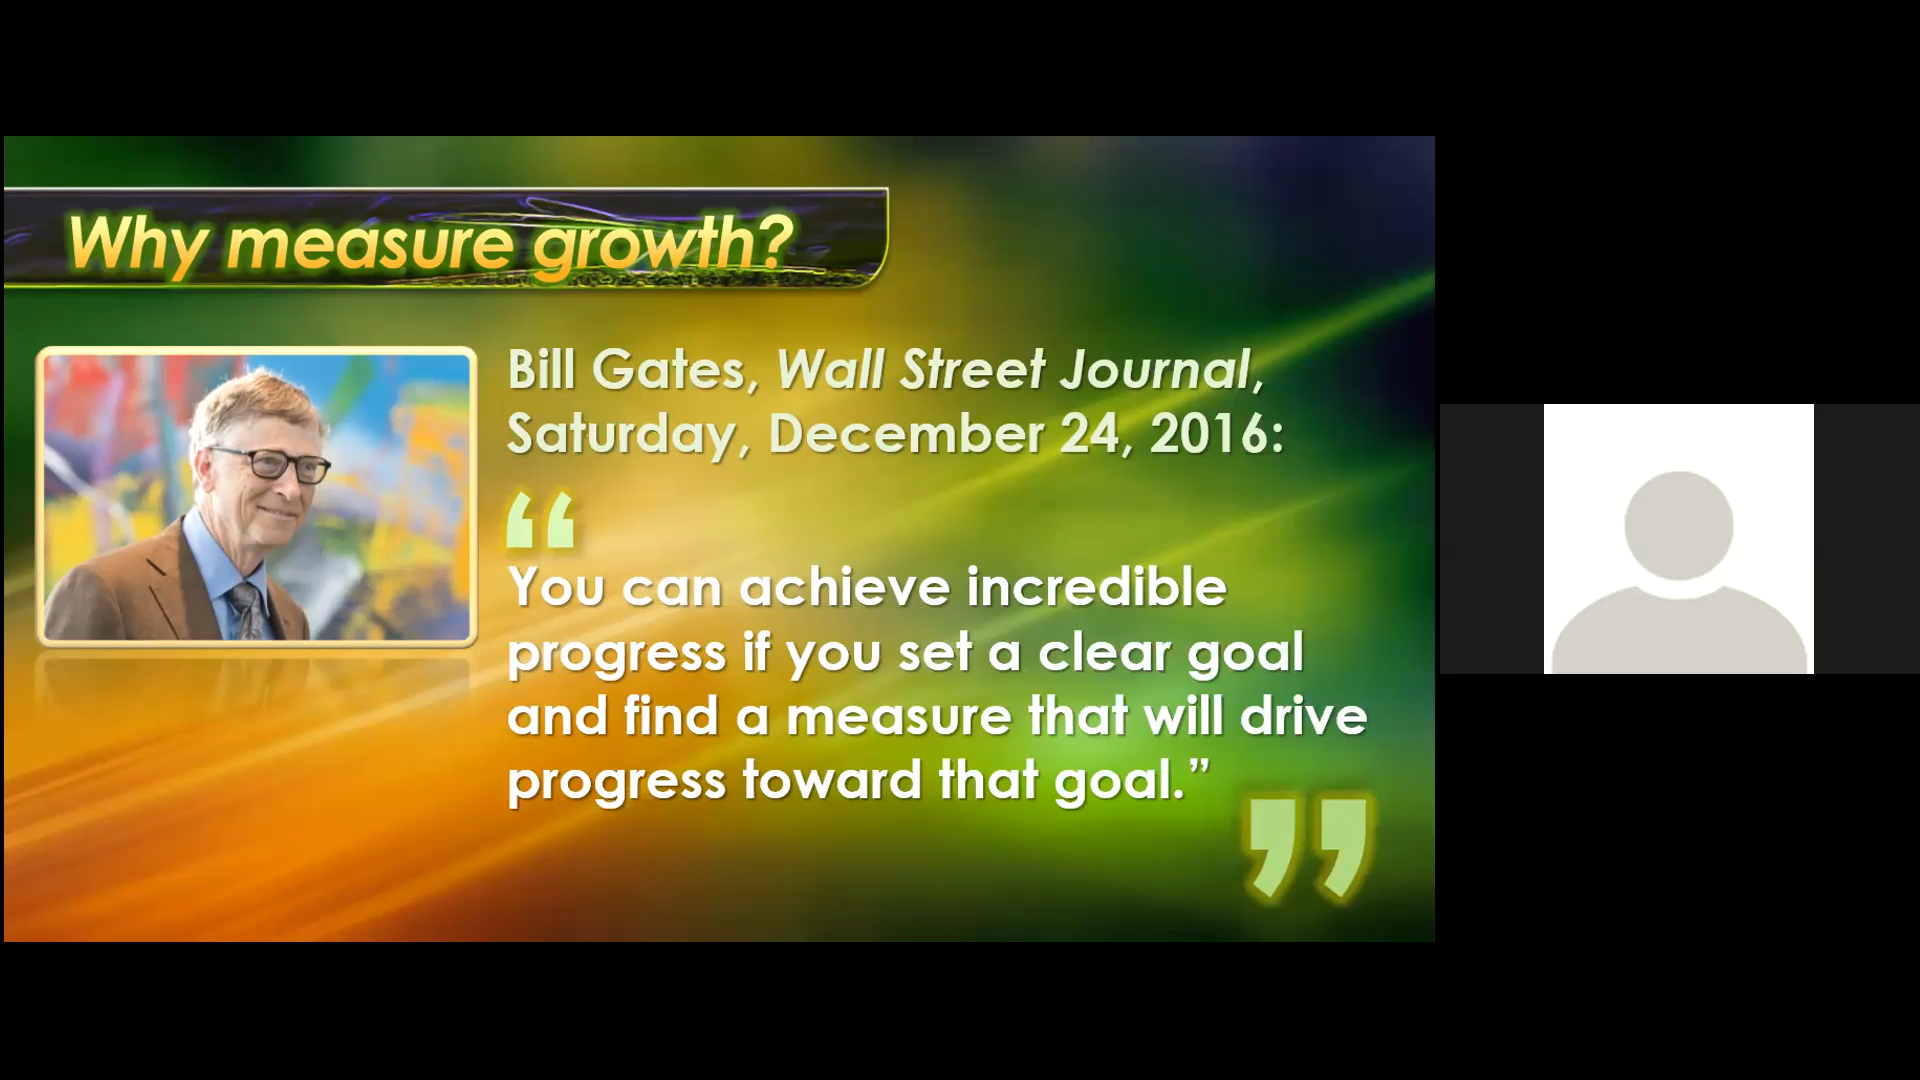 Why measure growth?
Bill Gates, Wall Street Journal,
Saturday, December 24, 2016:
“
You can achieve incredible
progress if you set a clear goal
and find a measure that will drive
progress toward that goal.”
”